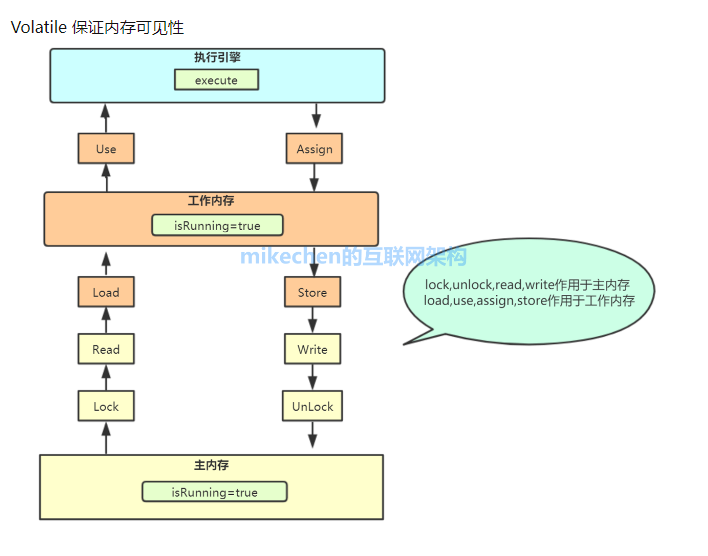 Volatile 保证内存可见性
执行引擎
execute
Use
Assign
工作内存
isRunning=true
mikechen的互联网架构
lock,unlock,read,write作用于主内存
load,use,assign,store作用于工作内存
Load
Store
Read
Write
Lock
UnLock
主内存
isRunning=true